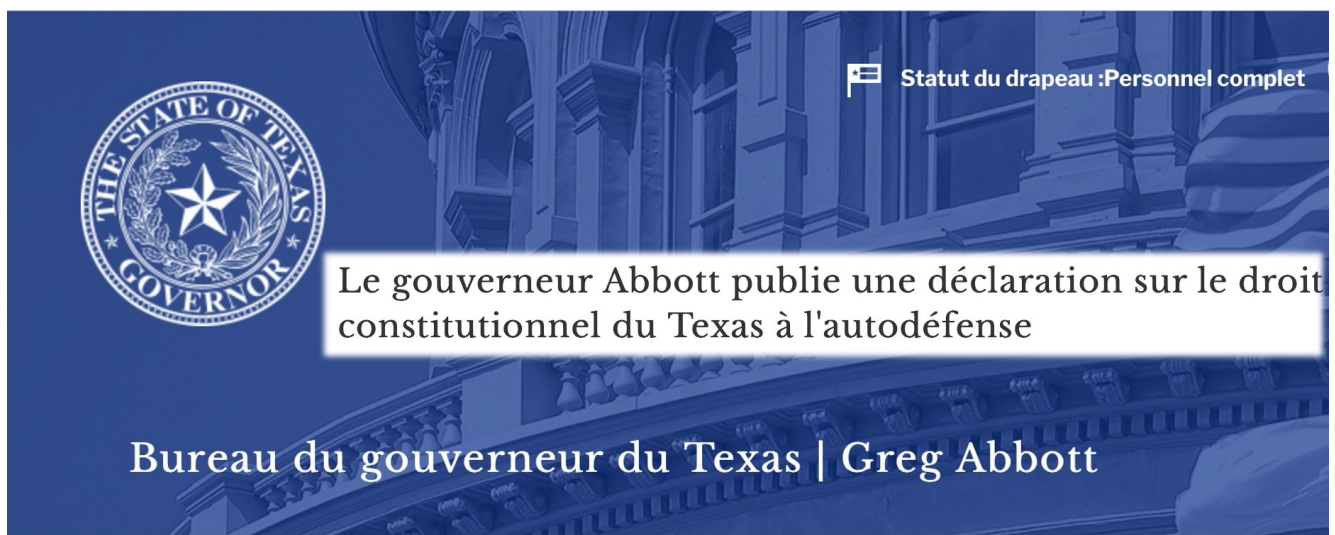 Statut du drapeau :Personnel complet
THE STATE OF TEXAS
GOVERNOR
Le gouverneur Abbott publie une déclaration sur le droit
constitutionnel du Texas à l'autodéfense
Bureau du gouverneur du Texas | Greg Abbott